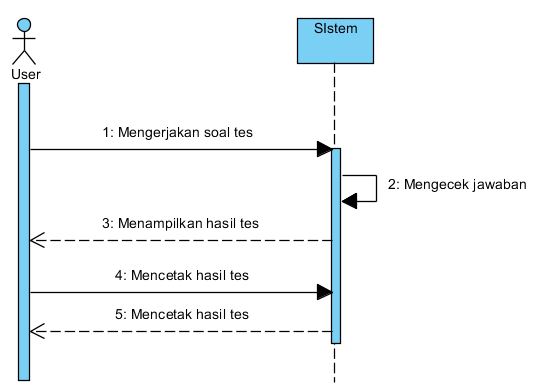 SIstem
User
1: Mengerjakan soal tes
2: Mengecek jawaban
3: Menampilkan hasil tes
4: Mencetak hasil tes
5: Mencetak hasil tes